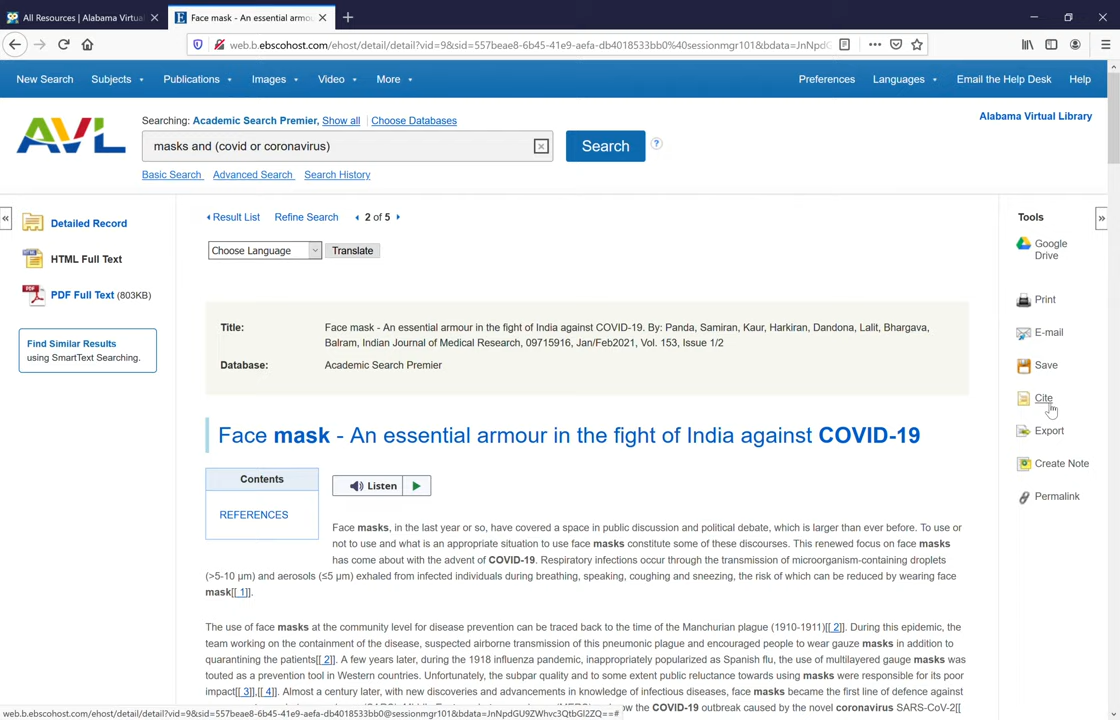 All Resources | Alabama Virtual
Face mask - An essential armou
web.b.ebscohost.com/ehost/detail/detail?vid=9&sid=557beae8-6b45-41e9-aefa-db4018533bb0%40sessionmgr101&bdata=JnNpdG
New Search Subjects Publications Images Video More Preferences Languages Email the Help Desk Help
AVL
Searching: Academic Search Premier, Show all | Choose Databases
Alabama Virtual Library
masks and (covid or coronavirus)
Search
Basic Search Advanced Search Search History
Detailed Record
HTML Full Text
PDF Full Text (803KB)
Find Similar Results
using SmartText Searching.
Result List Refine Search 2 of 5
Choose Language Translate
Title: Face mask - An essential armour in the fight of India against COVID-19. By: Panda, Samiran, Kaur, Harkiran, Dandona, Lalit, Bhargava,
Balram, Indian Journal of Medical Research, 09715916, Jan/Feb2021, Vol. 153, Issue 1/2
Database: Academic Search Premier
Face mask - An essential armour in the fight of India against COVID-19
Contents
REFERENCES
Listen
Face masks, in the last year or so, have covered a space in public discussion and political debate, which is larger than ever before. To use or
not to use and what is an appropriate situation to use face masks constitute some of these discourses. This renewed focus on face masks
has come about with the advent of COVID-19. Respiratory infections occur through the transmission of microorganism-containing droplets
(>5-10 μm) and aerosols (≤5 μm) exhaled from infected individuals during breathing, speaking, coughing and sneezing, the risk of which can be reduced by wearing face
mask[[ 1]].
The use of face masks at the community level for disease prevention can be traced back to the time of the Manchurian plague (1910-1911)[[ 2]]. During this epidemic, the
team working on the containment of the disease, suspected airborne transmission of this pneumonic plague and encouraged people to wear gauze masks in addition to
quarantining the patients[[ 2]]. A few years later, during the 1918 influenza pandemic, inappropriately popularized as Spanish flu, the use of multilayered gauge masks was
touted as a prevention tool in Western countries. Unfortunately, the subpar quality and to some extent public reluctance towards using masks were responsible for its poor
impact[[ 3]],[[ 4]]. Almost a century later, with new discoveries and advancements in knowledge of infectious diseases, face masks became the first line of defence against
the COVID-19 outbreak caused by the novel coronavirus SARS-CoV-2[[
Tools
Google
Drive
Print
E-mail
Save
Cite
Export
Create Note
Permalink
web.b.ebscohost.com/ehost/detail/detail?vid=9&sid=557beae8-6b45-41e9-aefa-db4018533bb0@sessionmgr101&bdata=JnNpdGU9ZWhvc3QtbGl2ZQ==#